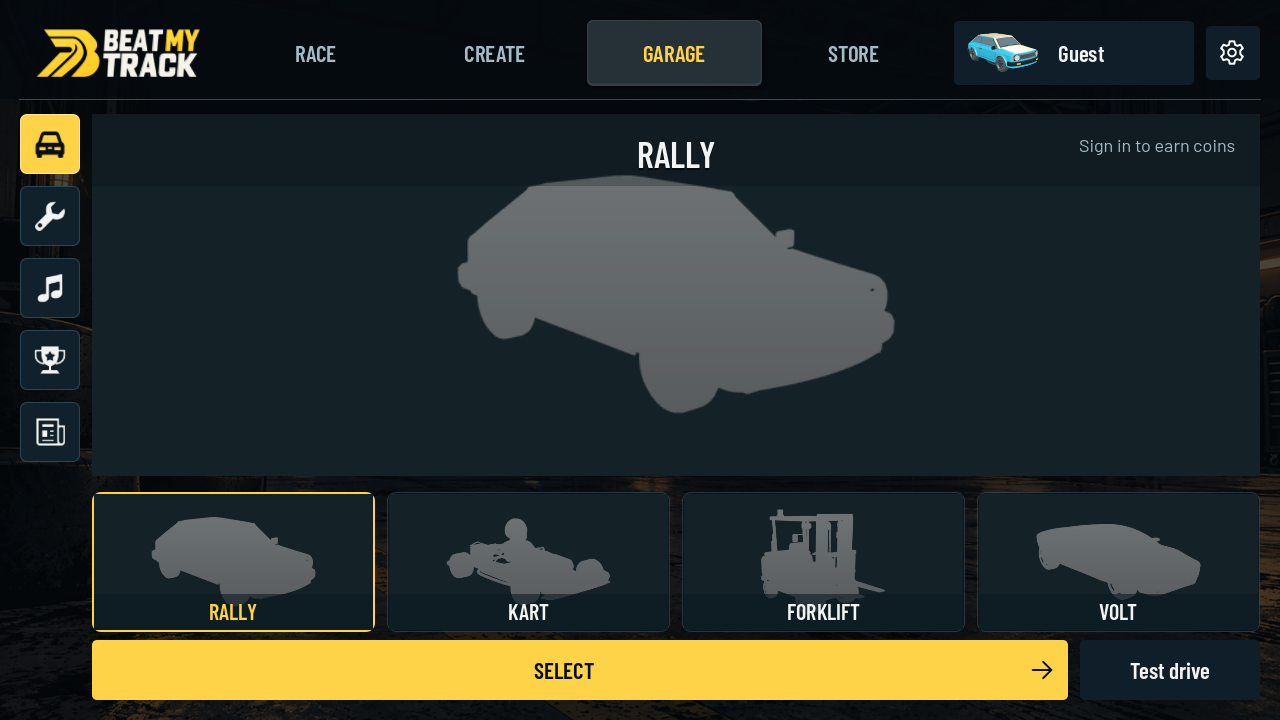 BEAT MY
TRACK
RACE
CREATE
GARAGE
STORE
Guest
RALLY
Sign in to earn coins
RALLY
KART
FORKLIFT
VOLT
SELECT
Test drive